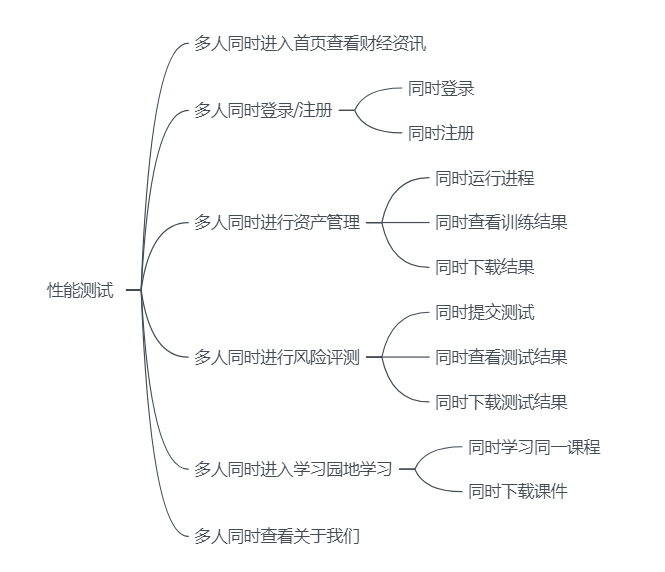 性能测试
多人同时进入首页查看财经资讯
多人同时登录/注册
同时登录
同时注册
多人同时进行资产管理
同时运行进程
同时查看训练结果
同时下载结果
多人同时进行风险评测
同时提交测试
同时查看测试结果
同时下载测试结果
多人同时进入学习园地学习
同时学习同一课程
同时下载课件
多人同时查看关于我们